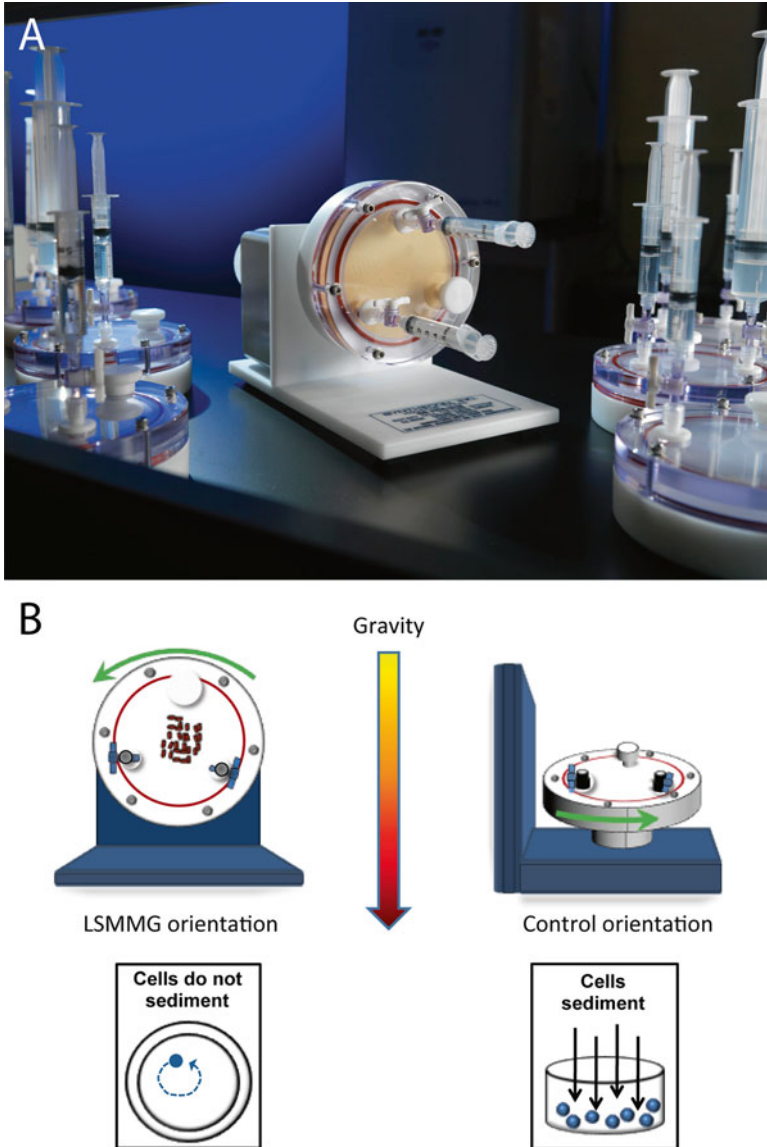 A
B
Gravity
LSMMG orientation
Control orientation
Cells do not
sediment
Cells
sediment